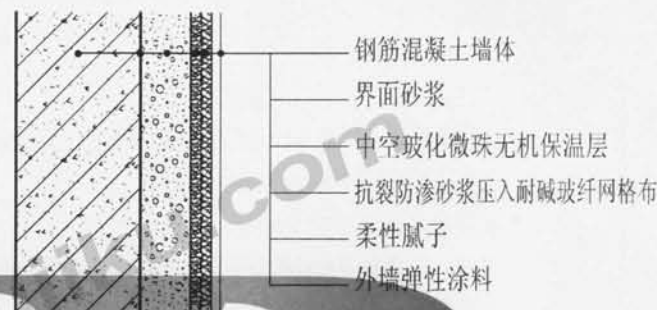 钢筋混凝土墙体
界面砂浆
中空玻化微珠无机保温层
抗裂防渗砂浆压入耐碱玻纤网格布
柔性腻子
外墙弹性涂料